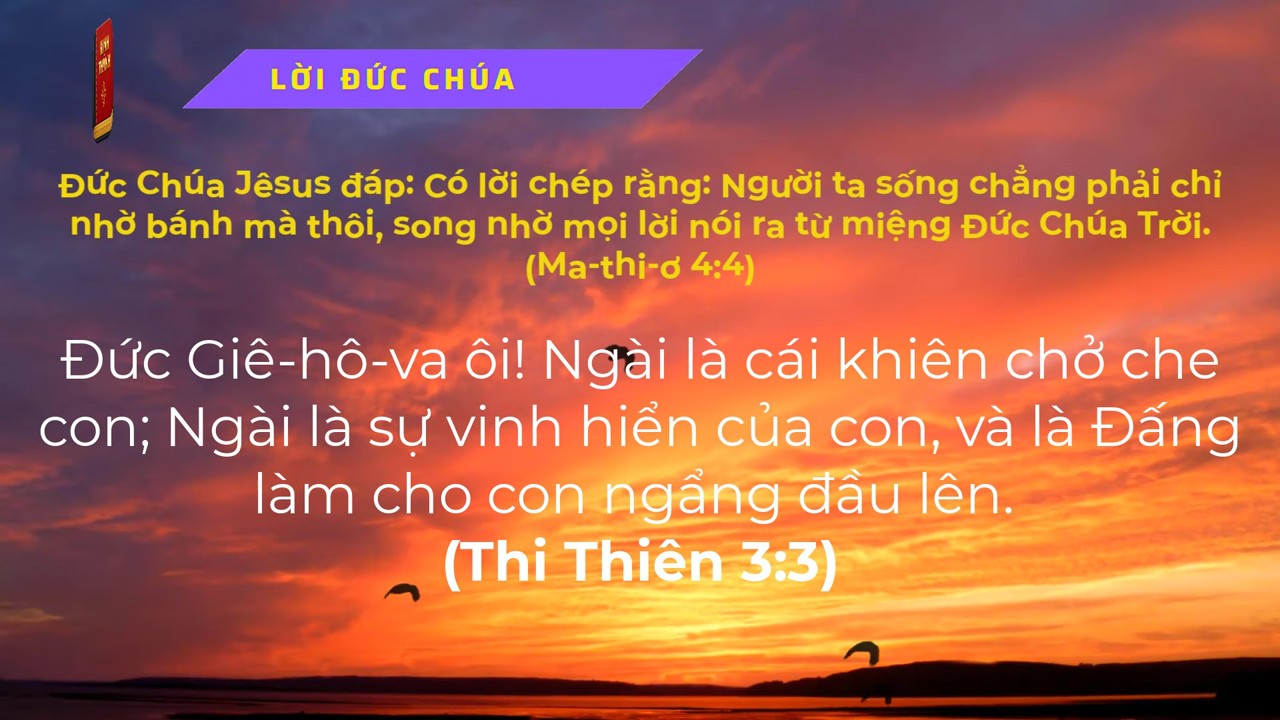 KINH
THÁNH
LỜI ĐỨC CHÚA
Đức Chúa Jêsus đáp: Có lời chép rằng: Người ta sống chẳng phải chỉ
nhờ bánh mà thôi, song nhờ mọi lời nói ra từ miệng Đức Chúa Trời.
(Ma-thi-ơ 4:4)
Đức Giê-hô-va ôi! Ngài là cái khiên chở che
con; Ngài là sự vinh hiển của con, và là Đấng
làm cho con ngẩng đầu lên.
(Thi Thiên 3:3)